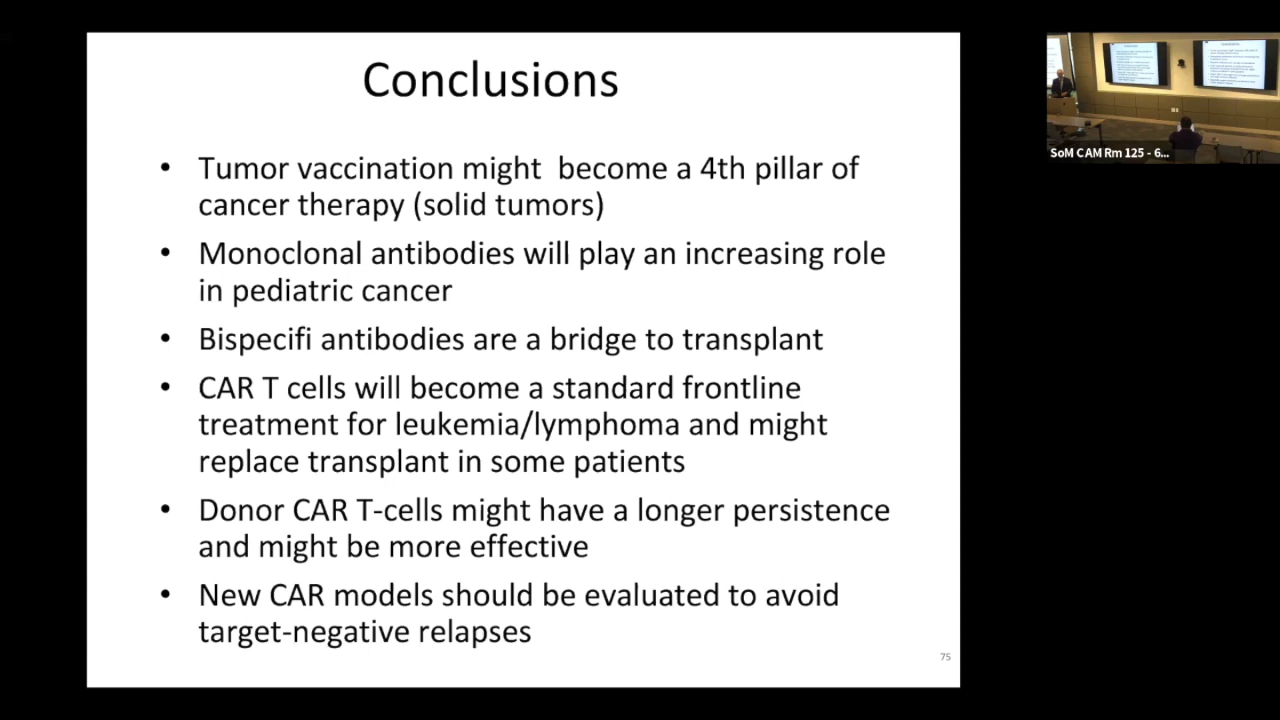 Conclusions
• Tumor vaccination might  become a 4th pillar of
cancer therapy (solid tumors)
• Monoclonal antibodies will play an increasing role
in pediatric cancer
• Bispecifi antibodies are a bridge to transplant
• CAR T cells will become a standard frontline
treatment for leukemia/lymphoma and might
replace transplant in some patients
• Donor CAR T-cells might have a longer persistence
and might be more effective
• New CAR models should be evaluated to avoid
target-negative relapses
75
SoM CAM Rm 125 - 6...